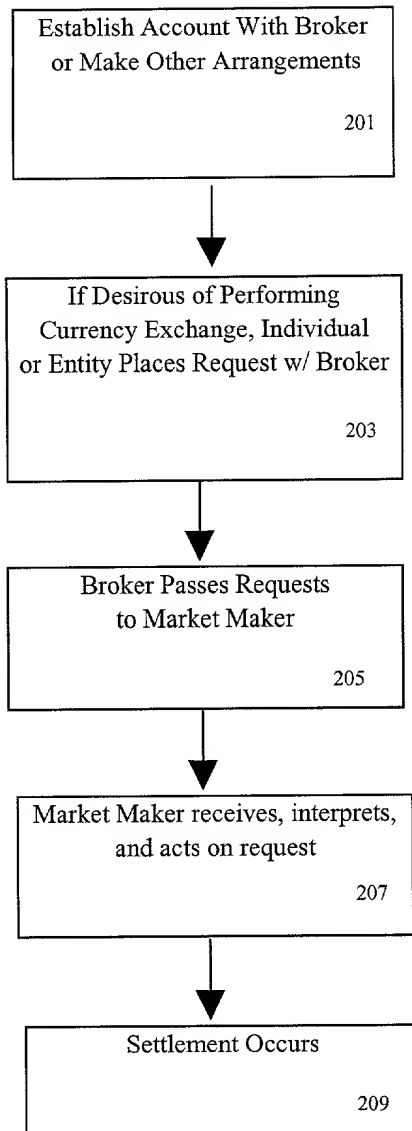 Establish Account With Broker
or Make Other Arrangements
201
If Desirous of Performing
Currency Exchange, Individual
or Entity Places Request w/ Broker
203
Broker Passes Requests
to Market Maker
205
Market Maker receives, interprets,
and acts on request
207
Settlement Occurs
209